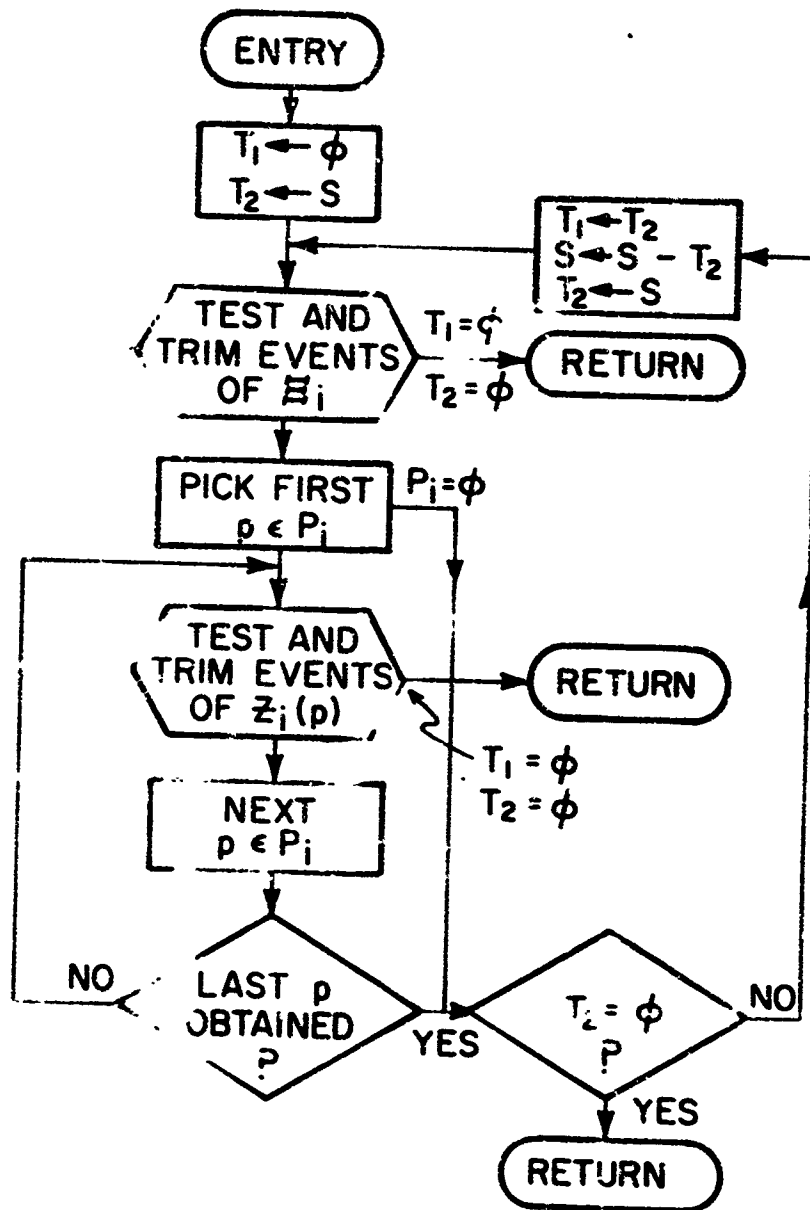 ENTRY
T₁ ← ϕ
T₂ ← S
T₁ ← T₂
S ← S - T₂
T₂ ← S
TEST AND
TRIM EVENTS
OF Ξᵢ
T₁ = ϕ
T₂ = ϕ
RETURN
PICK FIRST
p ϵ Pᵢ
Pᵢ = ϕ
TEST AND
TRIM EVENTS
OF Zᵢ(p)
RETURN
T₁ = ϕ
T₂ = ϕ
NEXT
p ϵ Pᵢ
LAST p
OBTAINED
?
NO
YES
T₂ = ϕ
?
NO
YES
RETURN